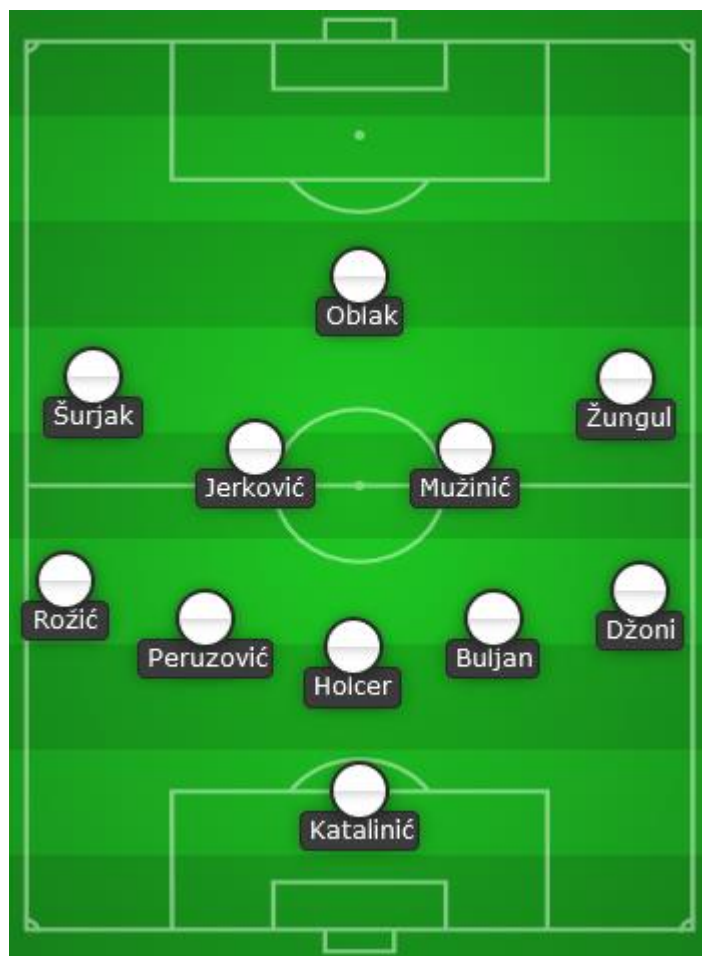 Oblak
Šurjak
Žungul
Jerković
Mužinić
Rožić
Džoni
Peruzović
Buljan
Holcer
Katalinić